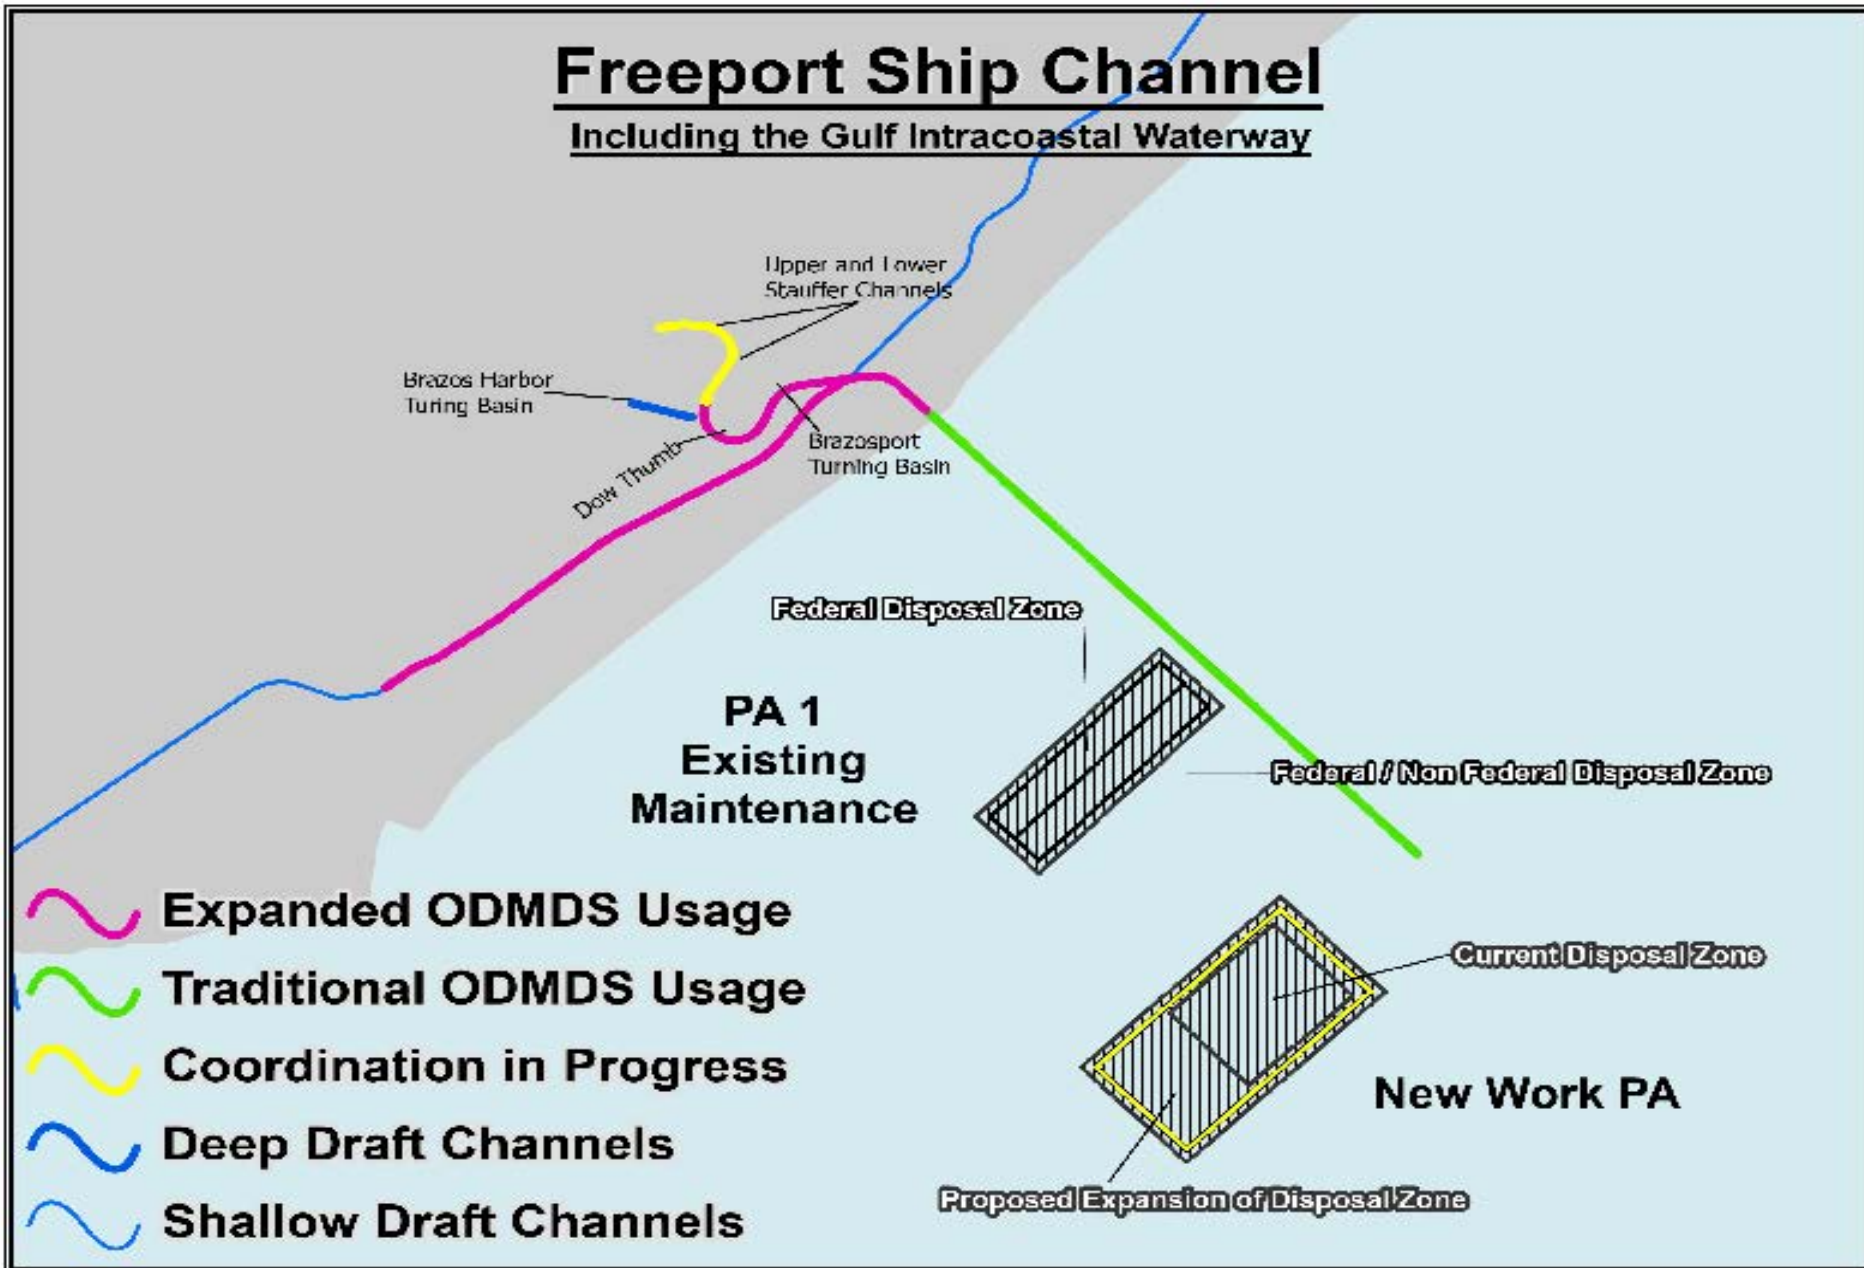 Freeport Ship Channel
Including the Gulf Intracoastal Waterway
Upper and Lower
Stauffer Channels
Brazos Harbor
Turing Basin
Brazosport
Turning Basin
Dow Thumb
Federal Disposal Zone
PA 1
Existing
Maintenance
Federal / Non Federal Disposal Zone
Expanded ODMDS Usage
Traditional ODMDS Usage
Coordination in Progress
Deep Draft Channels
Shallow Draft Channels
Current Disposal Zone
New Work PA
Proposed Expansion of Disposal Zone